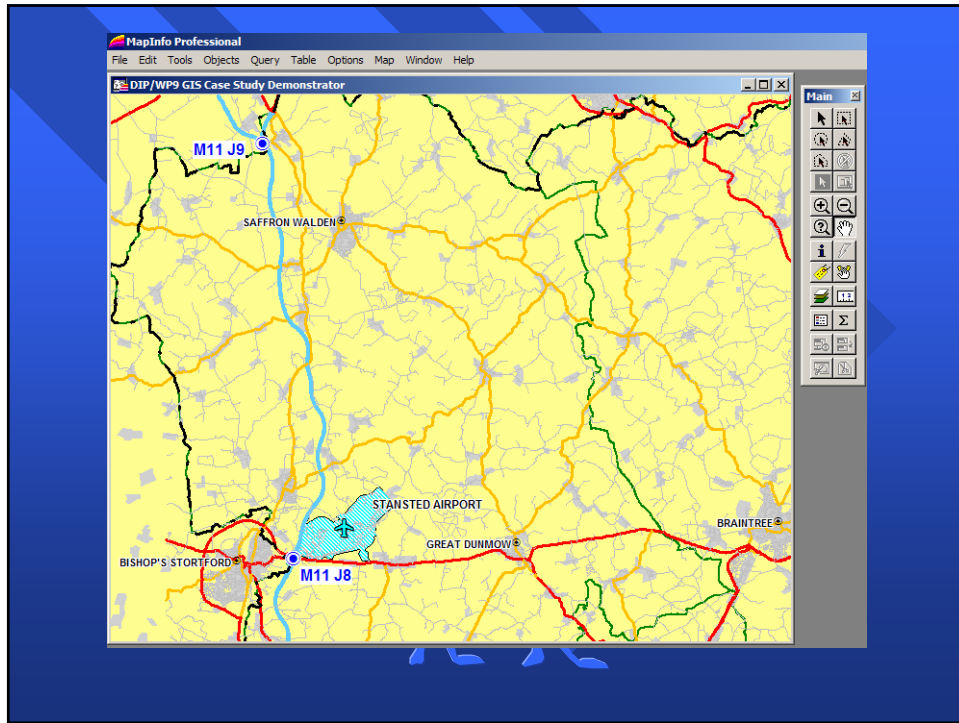 MapInfo Professional
File Edit Tools Objects Query Table Options Map Window Help
DIP/WP9 GIS Case Study Demonstrator
Main
M11 J9
SAFFRON WALDEN
STANSTED AIRPORT
BRAINTREE
GREAT DUNMOW
BISHOP'S STORTFORD
M11 J8